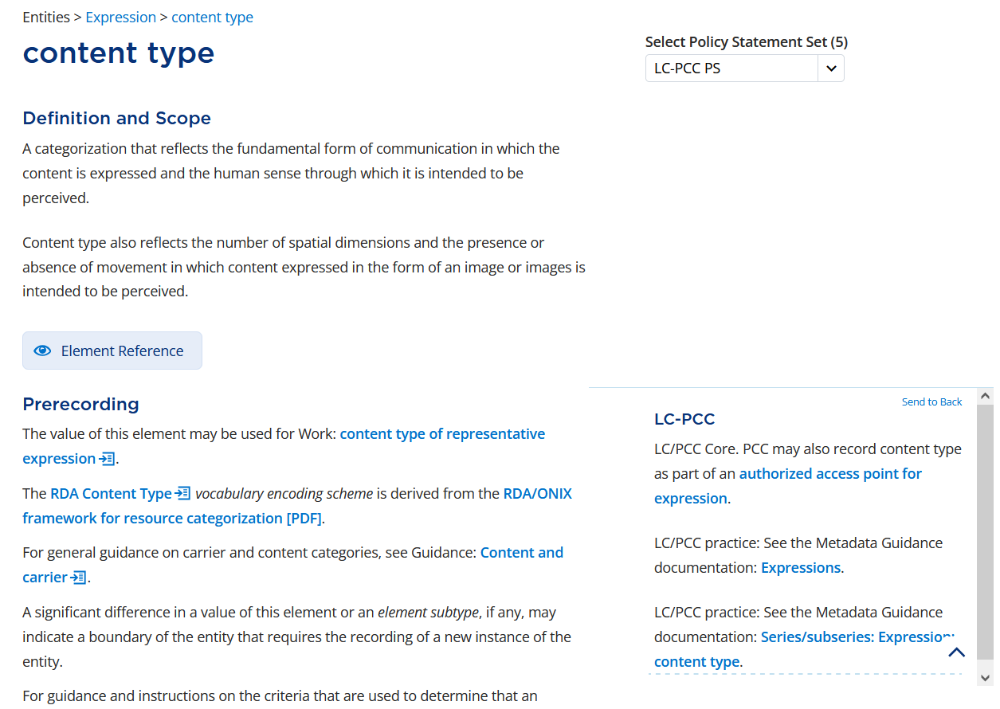 Entities > Expression > content type
content type
Select Policy Statement Set (5)
LC-PCC PS
Definition and Scope
A categorization that reflects the fundamental form of communication in which the
content is expressed and the human sense through which it is intended to be
perceived.
Content type also reflects the number of spatial dimensions and the presence or
absence of movement in which content expressed in the form of an image or images is
intended to be perceived.
Element Reference
Prerecording
The value of this element may be used for Work: content type of representative
expression.
The RDA Content Type vocabulary encoding scheme is derived from the RDA/ONIX
framework for resource categorization [PDF].
For general guidance on carrier and content categories, see Guidance: Content and
carrier.
A significant difference in a value of this element or an element subtype, if any, may
indicate a boundary of the entity that requires the recording of a new instance of the
entity.
For guidance and instructions on the criteria that are used to determine that an
Send to Back
LC-PCC
LC/PCC Core. PCC may also record content type
as part of an authorized access point for
expression.
LC/PCC practice: See the Metadata Guidance
documentation: Expressions.
LC/PCC practice: See the Metadata Guidance
documentation: Series/subseries: Expression:
content type.